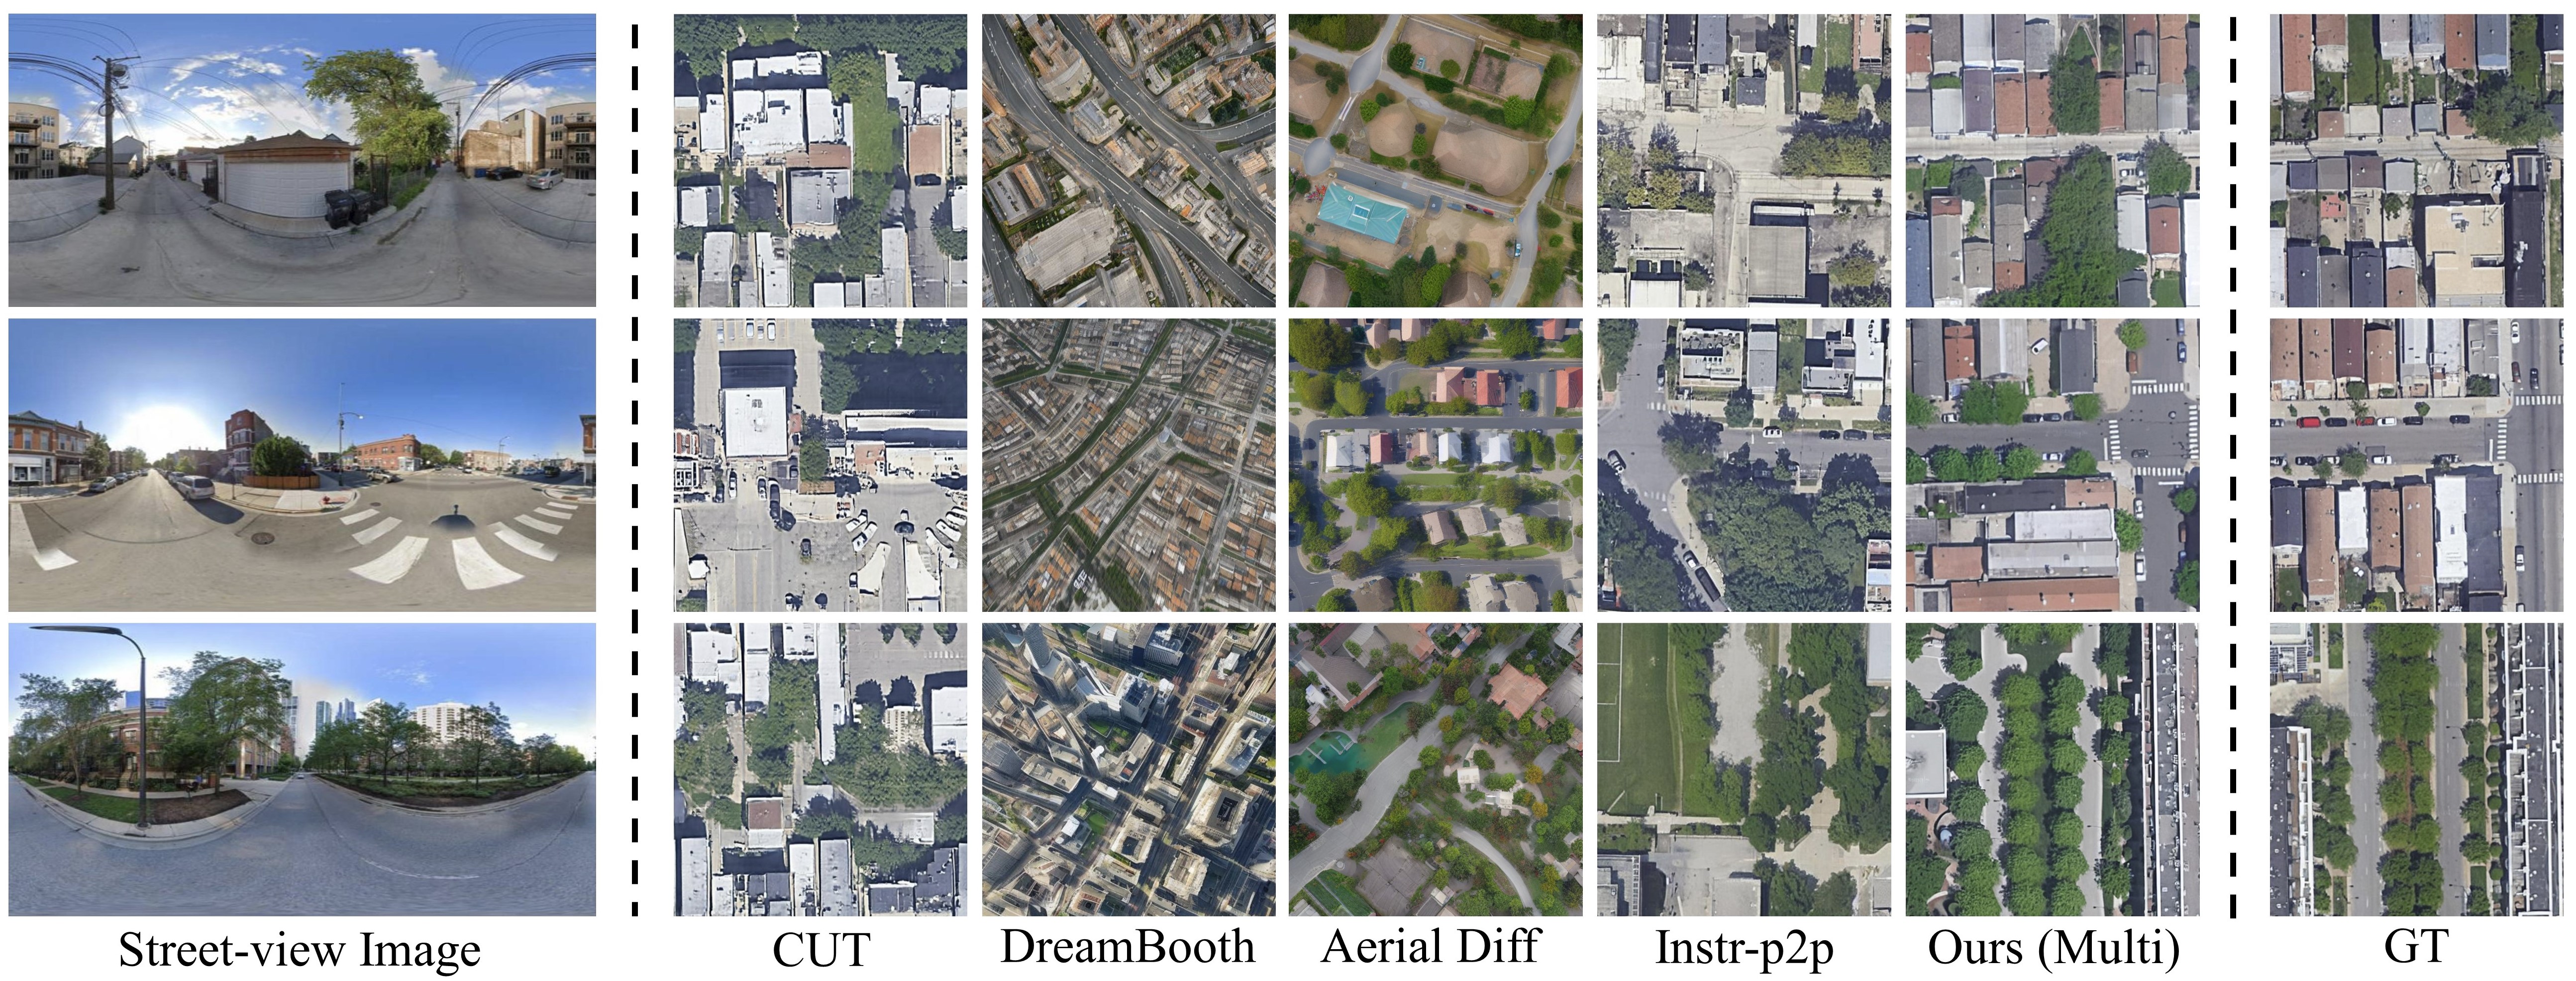 Street-view Image
CUT
DreamBooth
Aerial Diff
Instr-p2p
Ours (Multi)
GT